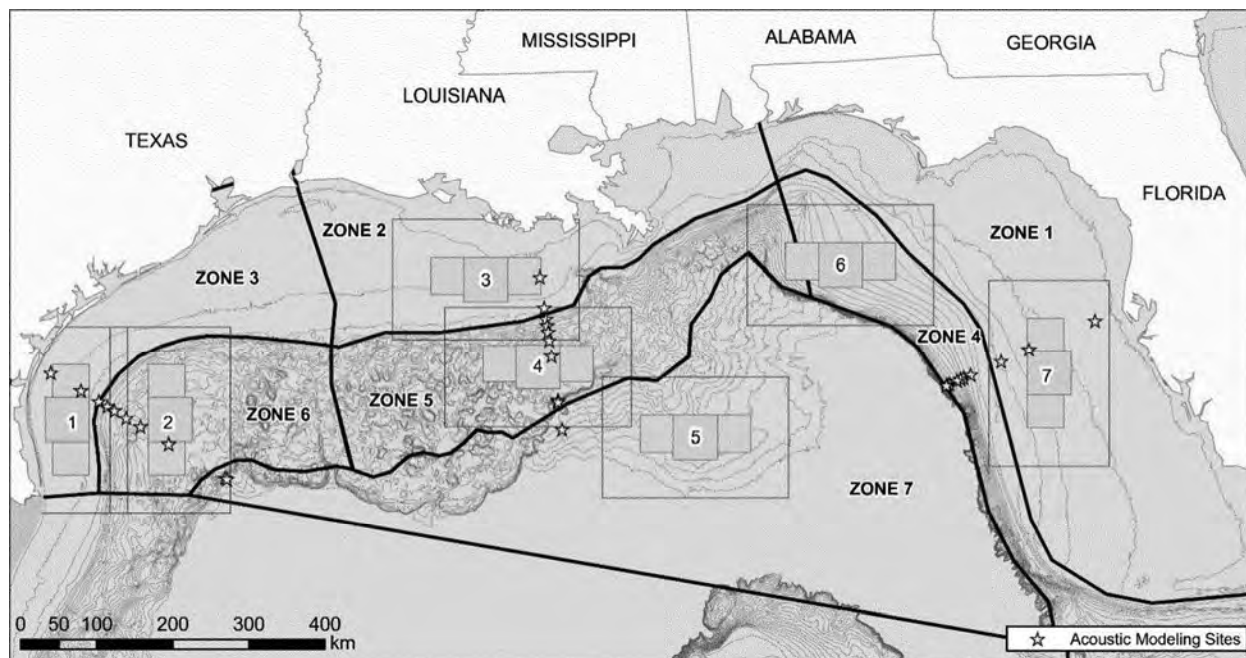 MISSISSIPPI
ALABAMA
GEORGIA
LOUISIANA
TEXAS
FLORIDA
ZONE 2
ZONE 1
ZONE 3
3
6
4
ZONE 4
7
1
2
ZONE 6
ZONE 5
5
ZONE 7
0 100 200 300 400
km
Acoustic Modeling Sites